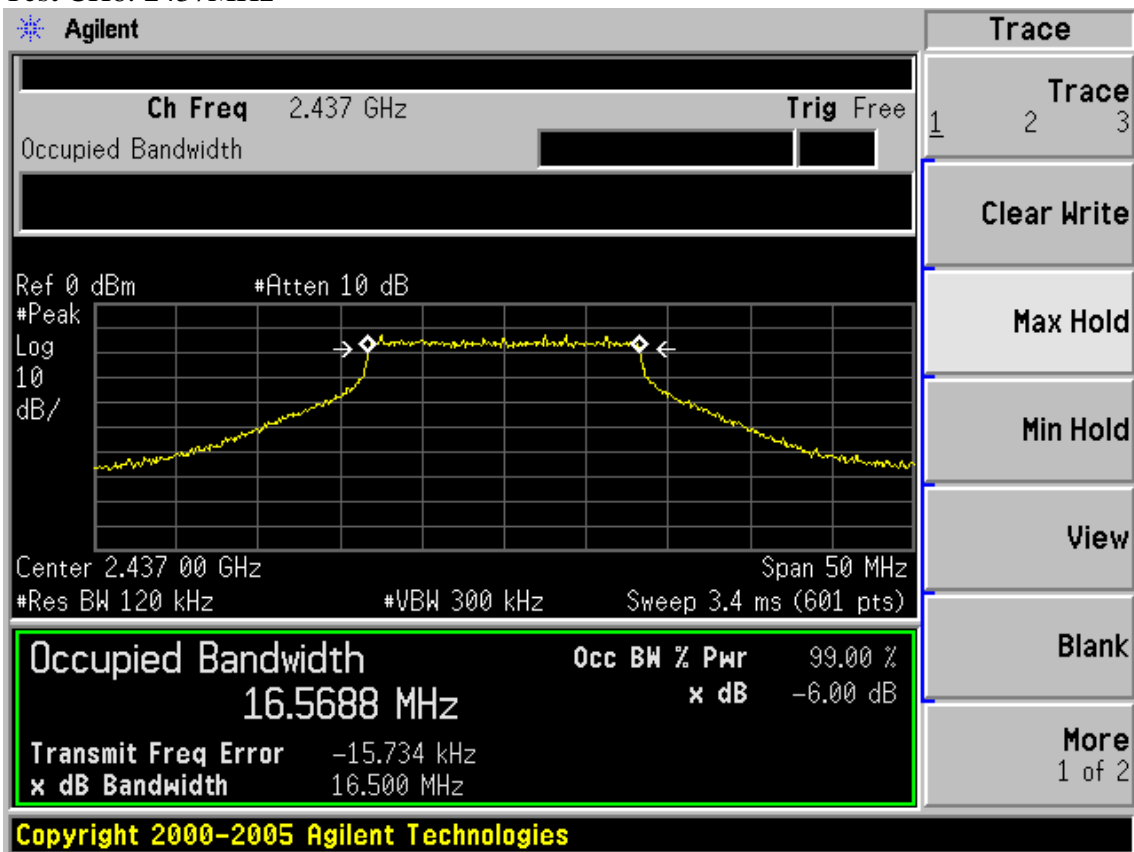 Agilent
Trace
Ch Freq 2.437 GHz Trig Free
Occupied Bandwidth
Trace
1 2 3
Clear Write
Max Hold
Min Hold
View
Blank
More
1 of 2
Ref 0 dBm #Atten 10 dB
#Peak
Log
10
dB/
Center 2.437 00 GHz Span 50 MHz
#Res BW 120 kHz #VBW 300 kHz Sweep 3.4 ms (601 pts)
Occupied Bandwidth
16.5688 MHz
Occ BW % Pwr 99.00 %
x dB -6.00 dB
Transmit Freq Error -15.734 kHz
x dB Bandwidth 16.500 MHz
Copyright 2000-2005 Agilent Technologies